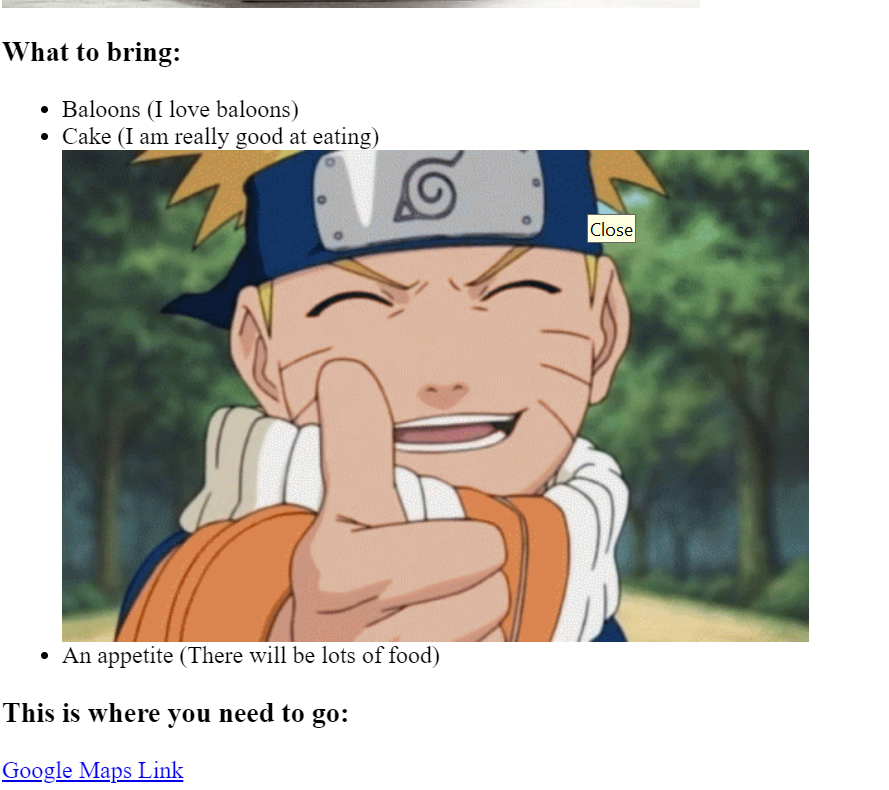 What to bring:
Baloons (I love baloons)
Cake (I am really good at eating)
Close
An appetite (There will be lots of food)
This is where you need to go:
Google Maps Link